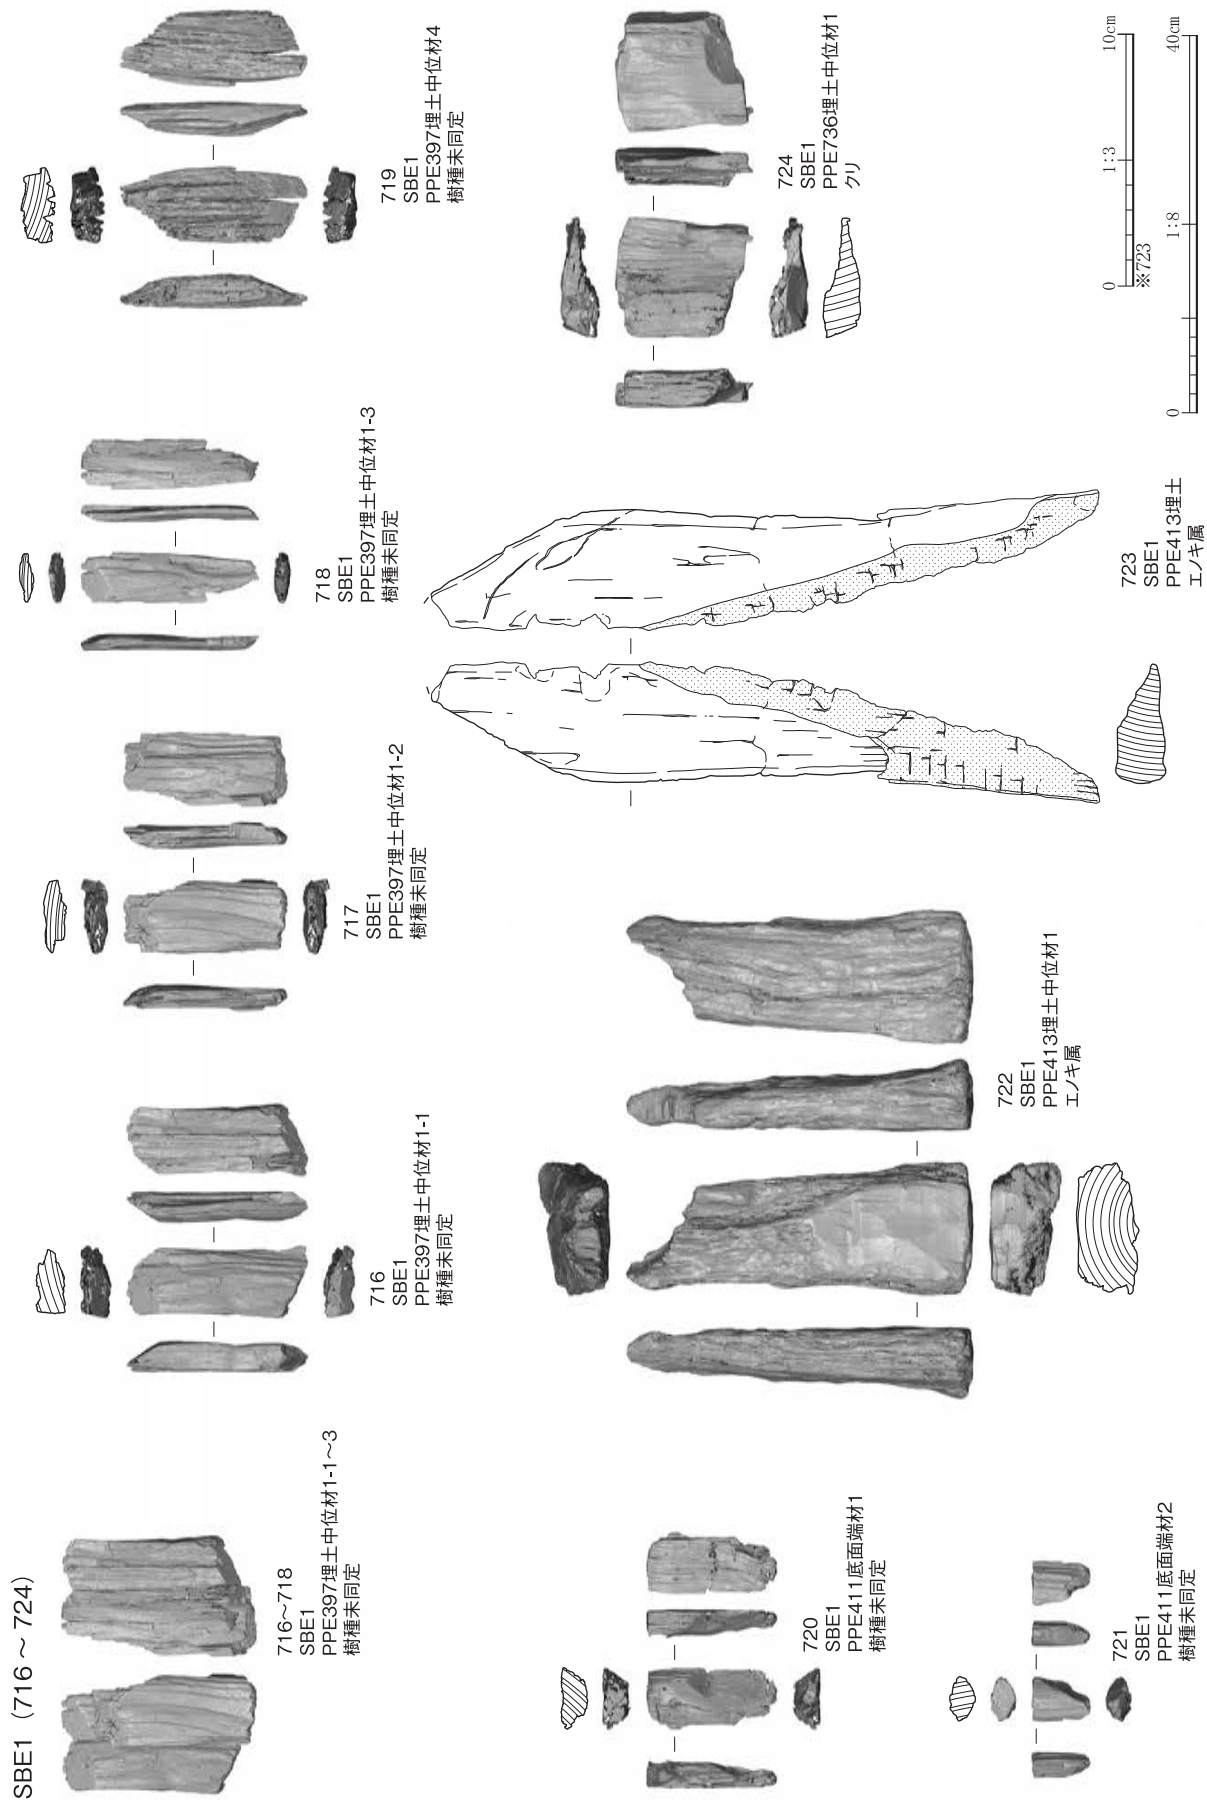 SBE1（716 ～ 724）
716～718
SBE1
PPE397埋土中位材1-1～3
樹種未同定
716
SBE1
PPE397埋土中位材1-1
樹種未同定
717
SBE1
PPE397埋土中位材1-2
樹種未同定
718
SBE1
PPE397埋土中位材1-3
樹種未同定
719
SBE1
PPE397埋土中位材4
樹種未同定
720
SBE1
PPE411底面端材1
樹種未同定
721
SBE1
PPE411底面端材2
樹種未同定
722
SBE1
PPE413埋土中位材1
エノキ属
723
SBE1
PPE413埋土
エノキ属
724
SBE1
PPE736埋土中位材1
クリ
0 1:3 10cm
※723
0 1:8 40cm